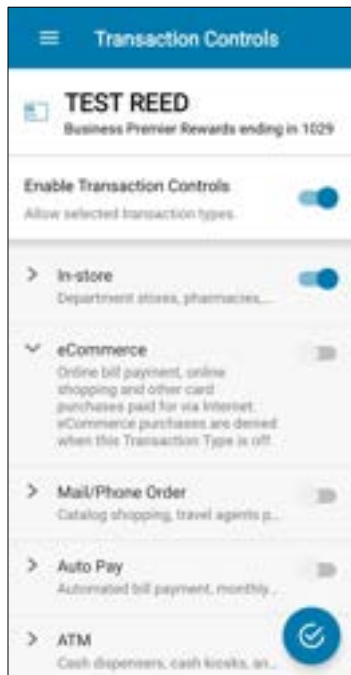 Transaction Controls
TEST REED
Business Premier Rewards ending in 1029
Enable Transaction Controls
Allow selected transaction types.
In-store
Department stores, pharmacies,...
eCommerce
Online bill payment, online
shopping and other card
purchases paid for via Internet.
eCommerce purchases are denied
when this Transaction Type is off.
Mail/Phone Order
Catalog shopping, travel agents p...
Auto Pay
Automated bill payment, monthly...
ATM
Cash dispensers, cash kiosks, an...